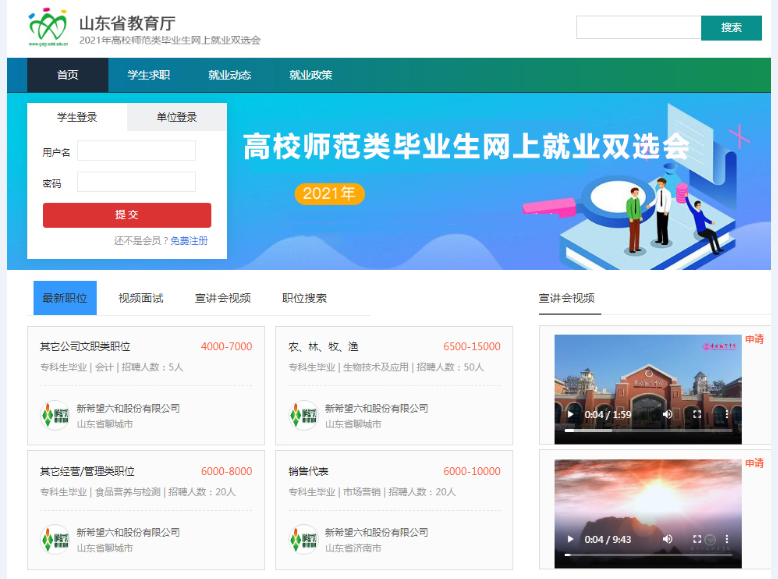 山东省教育厅
2021年高校师范类毕业生网上就业双选会
搜索
首页 学生求职 就业动态 就业政策
学生登录 单位登录
用户名
密码
提 交
还不是会员？免费注册
高校师范类毕业生网上就业双选会
2021年
最新职位 视频面试 宣讲会视频 职位搜索
宣讲会视频
其它公司文职类职位 4000-7000
专科生毕业 | 会计 | 招聘人数：5人
新希望六和股份有限公司
山东省聊城市
农、林、牧、渔 6500-15000
专科生毕业 | 生物技术及应用 | 招聘人数：50人
新希望六和股份有限公司
山东省聊城市
申请
0:04 / 1:59
其它经营/管理类职位 6000-8000
专科生毕业 | 食品营养与检测 | 招聘人数：20人
新希望六和股份有限公司
山东省聊城市
销售代表 6000-10000
专科生毕业 | 市场营销 | 招聘人数：20人
新希望六和股份有限公司
山东省济南市
申请
0:04 / 9:43